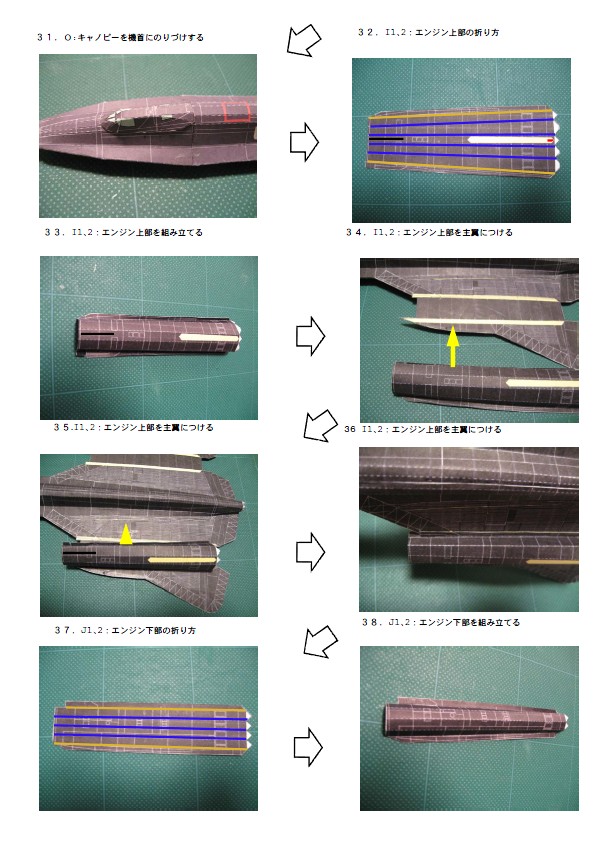 ３１．O：キャノピーを機首にのりづけする
３２．I1､2：エンジン上部の折り方
３３．I1､2：エンジン上部を組み立てる
３４．I1､2：エンジン上部を主翼につける
３５.I1､2：エンジン上部を主翼につける
３６ I1､2：エンジン上部を主翼につける
３７．J1､2：エンジン下部の折り方
３８．J1､2：エンジン下部を組み立てる